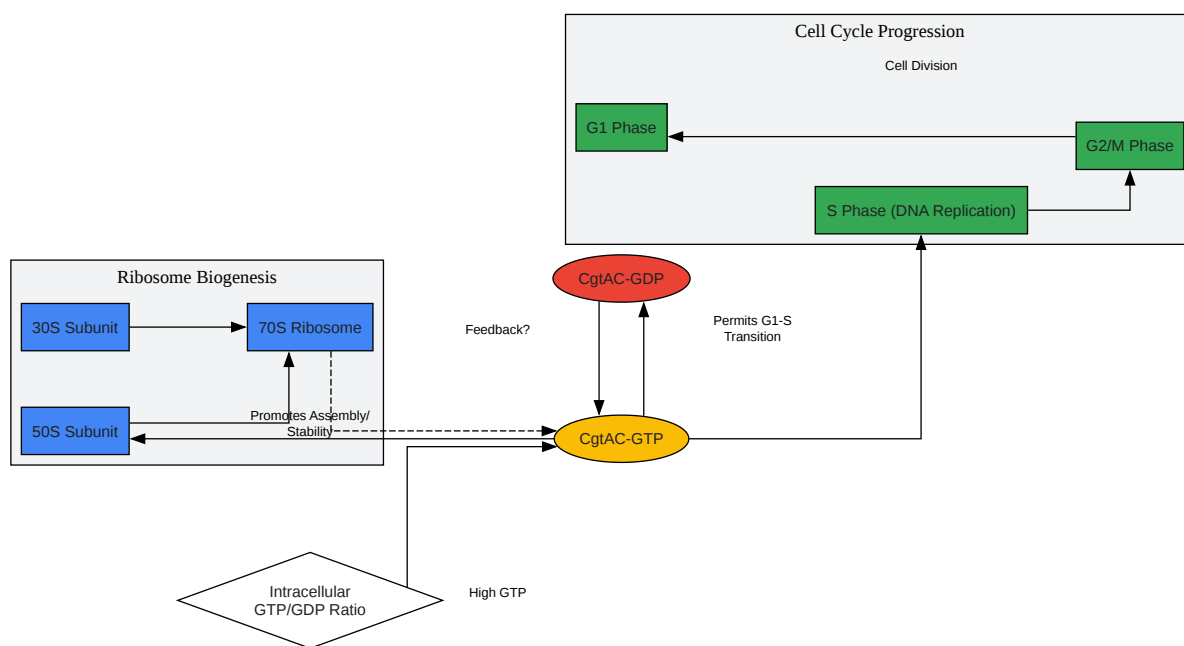 Cell Cycle Progression
Cell Division
G1 Phase
G2/M Phase
S Phase (DNA Replication)
Ribosome Biogenesis
30S Subunit
70S Ribosome
50S Subunit
Promotes Assembly/
Stability
CgtAC-GDP
Feedback?
Permits G1-S
Transition
CgtAC-GTP
Intracellular
GTP/GDP Ratio
High GTP